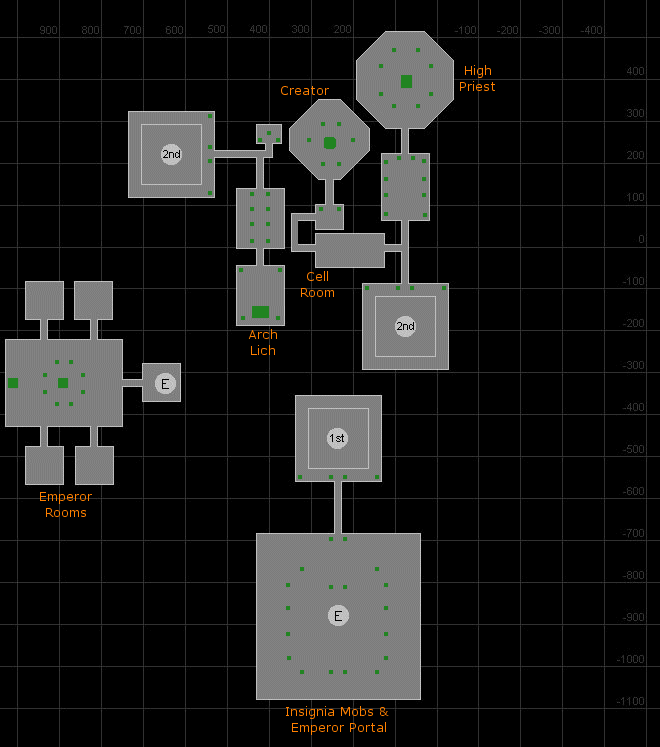 900 800 700 600 500 400 300 200 -100 -200 -300 -400
High
Priest
400
Creator
300
2nd
200
100
0
Cell
Room
-100
2nd
Arch
Lich
-200
-300
E
-400
1st
-500
Emperor
Rooms
-600
-700
-800
E
-900
-1000
Insignia Mobs &
Emperor Portal
-1100